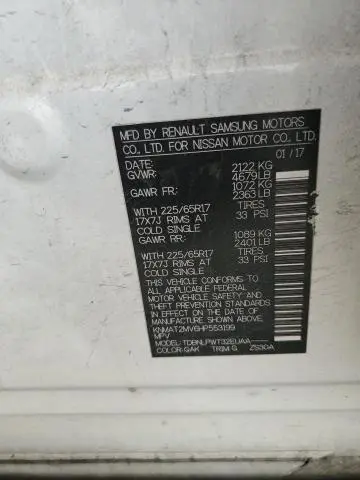 MFD BY RENAULT SAMSUNG MOTORS
CO., LTD. FOR NISSAN MOTOR CO., LTD.
DATE: 01/17
GVWR: 2122 KG
4679 LB
GAWR FR: 1072 KG
2363 LB
WITH 225/65R17 TIRES
17X7J RIMS AT 33 PSI
COLD SINGLE
GAWR RR: 1089 KG
2401 LB
WITH 225/65R17 TIRES
17X7J RIMS AT 33 PSI
COLD SINGLE
THIS VEHICLE CONFORMS TO ALL
APPLICABLE FEDERAL
MOTOR VEHICLE SAFETY AND
THEFT PREVENTION STANDARDS
IN EFFECT ON THE DATE OF
MANUFACTURE SHOWN ABOVE.
KNMAT2MV6HP553199
MPV
MODEL: TDBNLPWT32EUAA
COLOR: QAK TRIM: G ZS30A